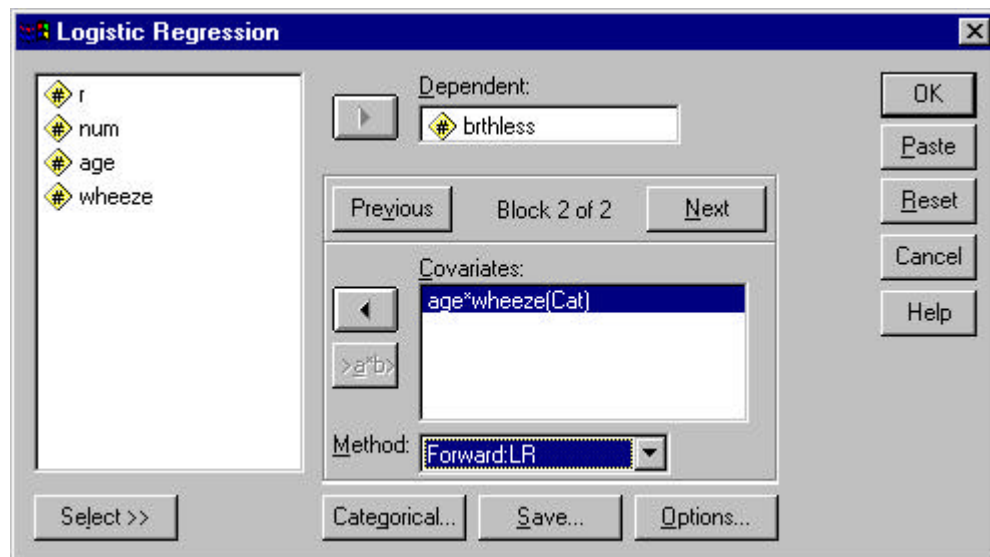 Logistic Regression
# r
# num
# age
# wheeze
Dependent:
# brthless
Previous
Block 2 of 2
Next
Covariates:
age*wheeze(Cat)
>a*b>
Method:
Forward:LR
Select >>
Categorical...
Save...
Options...
OK
Paste
Reset
Cancel
Help